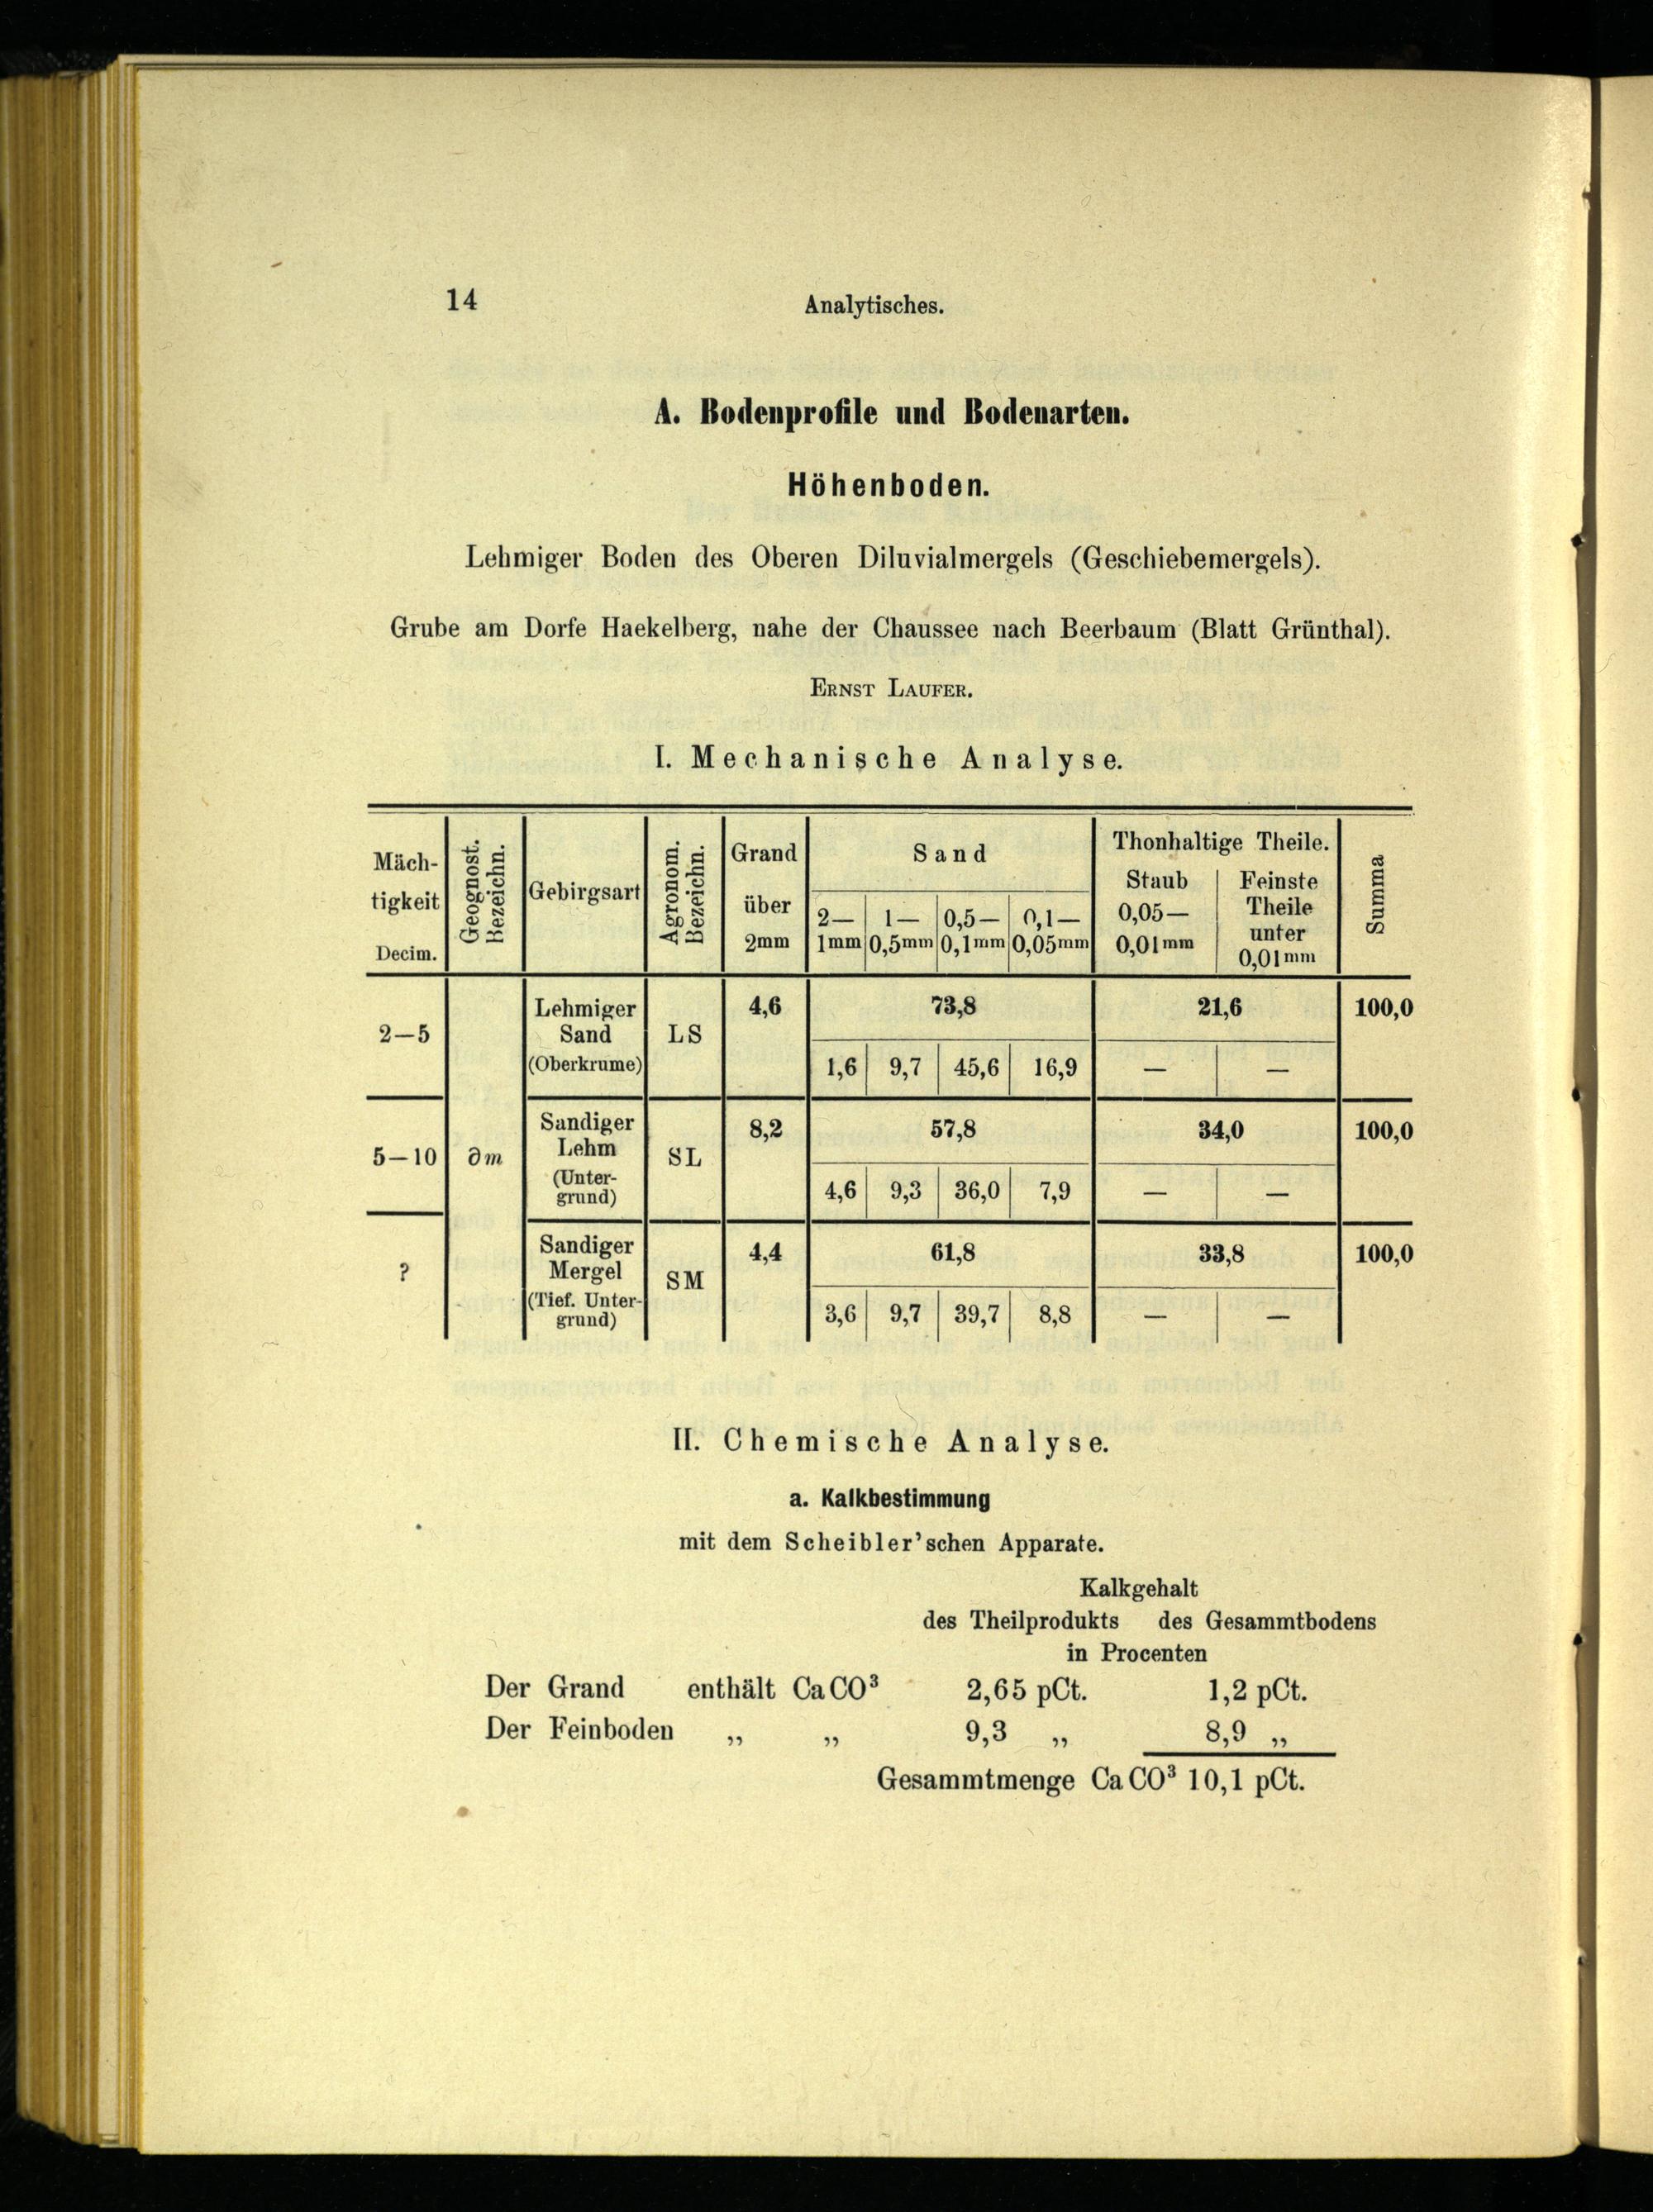 14 Analytisches.
A. Bodenprofile und Bodenarten.
Höhenboden.
Lehmiger Boden des Oberen Diluvialmergels (Geschiebemergels).
Grube am Dorfe Haekelberg, nahe der Chaussee nach Beerbaum (Blatt Grünthal).
ERNST LAUFER.
I. Mechanische Analyse.
Mäch-
tigkeit
Decim.
Geognost.
Bezeichn.
Gebirgsart
Agronom.
Bezeichn.
Grand
über
2mm
Sand
2— 1— 0,5— 0,1—
1mm 0,5mm 0,1mm 0,05mm
Thonhaltige Theile.
Staub
0,05—
0,01mm
Feinste
Theile
unter
0,01mm
Summa
2—5
Lehmiger
Sand
(Oberkrume)
LS
4,6 73,8 21,6 100,0
1,6 9,7 45,6 16,9 — —
5—10
∂m
Sandiger
Lehm
(Unter-
grund)
SL
8,2 57,8 34,0 100,0
4,6 9,3 36,0 7,9 — —
?
Sandiger
Mergel
(Tief. Unter-
grund)
SM
4,4 61,8 33,8 100,0
3,6 9,7 39,7 8,8 — —
II. Chemische Analyse.
a. Kalkbestimmung
mit dem Scheibler'schen Apparate.
Kalkgehalt
des Theilprodukts des Gesammtbodens
in Procenten
Der Grand enthält CaCO³ 2,65 pCt. 1,2 pCt.
Der Feinboden „ „ 9,3 „ 8,9 „
Gesammtmenge CaCO³ 10,1 pCt.